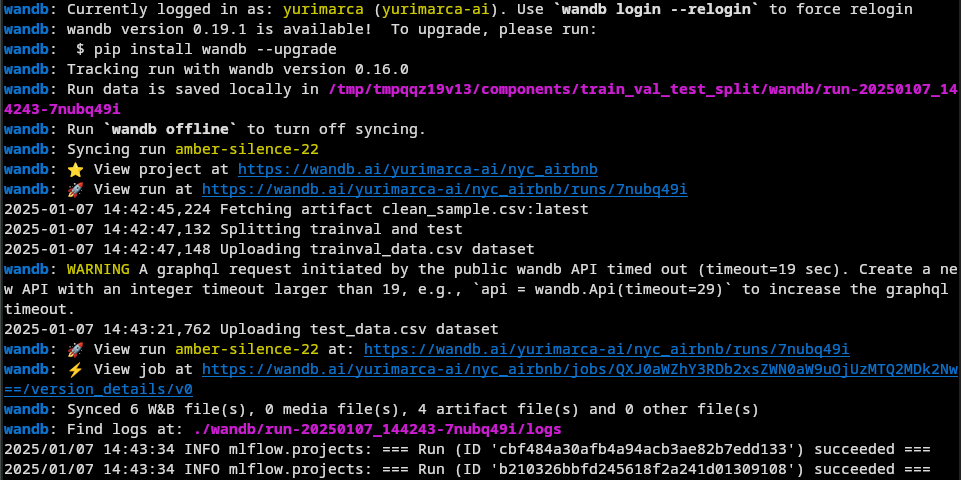 wandb: Currently logged in as: yurimarca (yurimarca-ai). Use `wandb login --relogin` to force relogin
wandb: wandb version 0.19.1 is available!  To upgrade, please run:
wandb:  $ pip install wandb --upgrade
wandb: Tracking run with wandb version 0.16.0
wandb: Run data is saved locally in /tmp/tmpqqz19v13/components/train_val_test_split/wandb/run-20250107_14
4243-7nubq49i
wandb: Run `wandb offline` to turn off syncing.
wandb: Syncing run amber-silence-22
wandb: ⭐ View project at https://wandb.ai/yurimarca-ai/nyc_airbnb
wandb: 🚀 View run at https://wandb.ai/yurimarca-ai/nyc_airbnb/runs/7nubq49i
2025-01-07 14:42:45,224 Fetching artifact clean_sample.csv:latest
2025-01-07 14:42:47,132 Splitting trainval and test
2025-01-07 14:42:47,148 Uploading trainval_data.csv dataset
wandb: WARNING A graphql request initiated by the public wandb API timed out (timeout=19 sec). Create a ne
w API with an integer timeout larger than 19, e.g., `api = wandb.Api(timeout=29)` to increase the graphql
timeout.
2025-01-07 14:43:21,762 Uploading test_data.csv dataset
wandb: 🚀 View run amber-silence-22 at: https://wandb.ai/yurimarca-ai/nyc_airbnb/runs/7nubq49i
wandb: ⚡ View job at https://wandb.ai/yurimarca-ai/nyc_airbnb/jobs/QXJ0aWZhY3RDb2xsZWN0aW9uOjUzMTQ2MDk2Nw
==/version_details/v0
wandb: Synced 6 W&B file(s), 0 media file(s), 4 artifact file(s) and 0 other file(s)
wandb: Find logs at: ./wandb/run-20250107_144243-7nubq49i/logs
2025/01/07 14:43:34 INFO mlflow.projects: === Run (ID 'cbf484a30afb4a94acb3ae82b7edd133') succeeded ===
2025/01/07 14:43:34 INFO mlflow.projects: === Run (ID 'b210326bbfd245618f2a241d01309108') succeeded ===